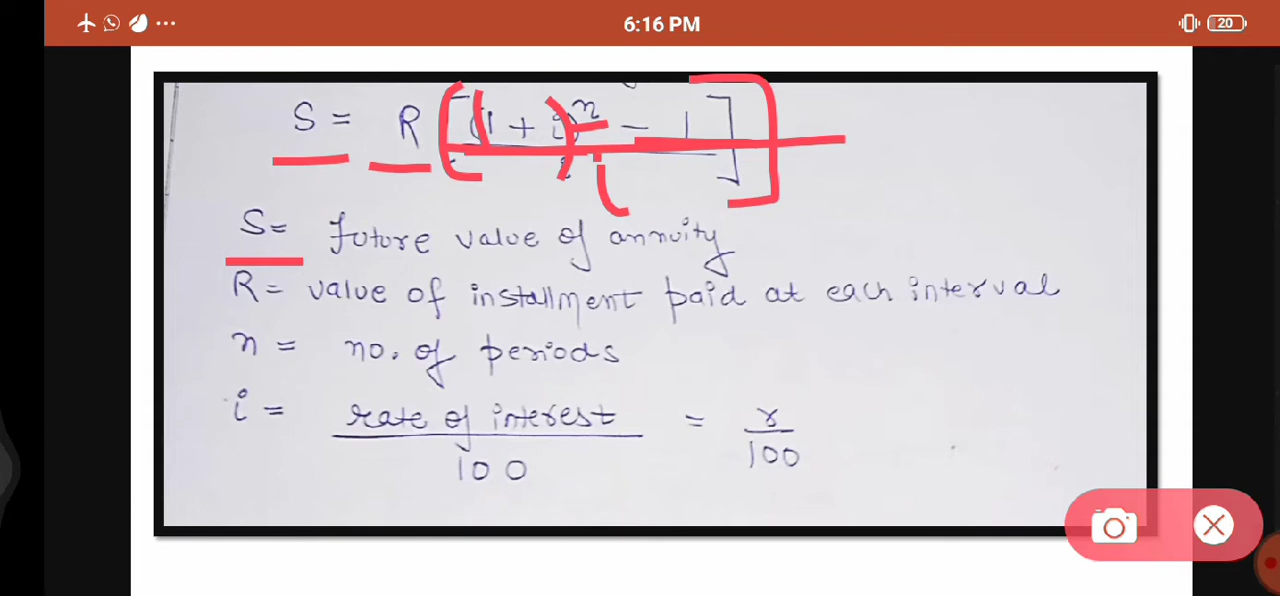 6:16 PM
20
S = R [(1 + i)^n - 1 / i]
S = future value of annuity
R = value of installment paid at each interval
n = no. of periods
i = rate of interest / 100 = r / 100